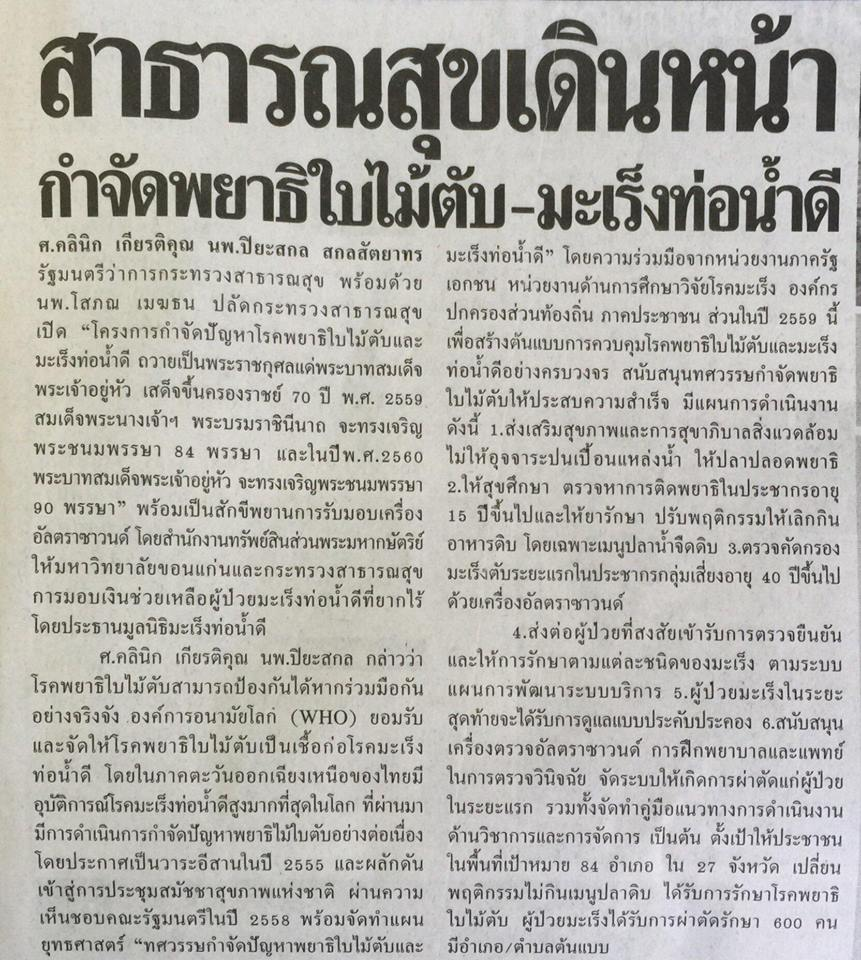 สาธารณสุขเดินหน้า
กำจัดพยาธิใบไม้ตับ-มะเร็งท่อน้ำดี
ศ.คลินิก เกียรติคุณ นพ.ปิยะสกล สกลสัตยาทร
รัฐมนตรีว่าการกระทรวงสาธารณสุข พร้อมด้วย
นพ.โสภณ เมฆธน ปลัดกระทรวงสาธารณสุข
เปิด “โครงการกำจัดปัญหาโรคพยาธิใบไม้ตับและ
มะเร็งท่อน้ำดี ถวายเป็นพระราชกุศลแด่พระบาทสมเด็จ
พระเจ้าอยู่หัว เสด็จขึ้นครองราชย์ 70 ปี พ.ศ. 2559
สมเด็จพระนางเจ้าฯ พระบรมราชินีนาถ จะทรงเจริญ
พระชนมพรรษา 84 พรรษา และในปีพ.ศ.2560
พระบาทสมเด็จพระเจ้าอยู่หัว จะทรงเจริญพระชนมพรรษา
90 พรรษา” พร้อมเป็นสักขีพยานการรับมอบเครื่อง
อัลตราซาวนด์ โดยสำนักงานทรัพย์สินส่วนพระมหากษัตริย์
ให้มหาวิทยาลัยขอนแก่นและกระทรวงสาธารณสุข
การมอบเงินช่วยเหลือผู้ป่วยมะเร็งท่อน้ำดีที่ยากไร้
โดยประธานมูลนิธิมะเร็งท่อน้ำดี
ศ.คลินิก เกียรติคุณ นพ.ปิยะสกล กล่าวว่า
โรคพยาธิใบไม้ตับสามารถป้องกันได้หากร่วมมือกัน
อย่างจริงจัง องค์การอนามัยโลก (WHO) ยอมรับ
และจัดให้โรคพยาธิใบไม้ตับเป็นเชื้อก่อโรคมะเร็ง
ท่อน้ำดี โดยในภาคตะวันออกเฉียงเหนือของไทยมี
อุบัติการณ์โรคมะเร็งท่อน้ำดีสูงมากที่สุดในโลก ที่ผ่านมา
มีการดำเนินการกำจัดปัญหาพยาธิไม้ใบตับอย่างต่อเนื่อง
โดยประกาศเป็นวาระอีสานในปี 2555 และผลักดัน
เข้าสู่การประชุมสมัชชาสุขภาพแห่งชาติ ผ่านความ
เห็นชอบคณะรัฐมนตรีในปี 2558 พร้อมจัดทำแผน
ยุทธศาสตร์ “ทศวรรษกำจัดปัญหาพยาธิใบไม้ตับและ
มะเร็งท่อน้ำดี” โดยความร่วมมือจากหน่วยงานภาครัฐ
เอกชน หน่วยงานด้านการศึกษาวิจัยโรคมะเร็ง องค์กร
ปกครองส่วนท้องถิ่น ภาคประชาชน ส่วนในปี 2559 นี้
เพื่อสร้างต้นแบบการควบคุมโรคพยาธิใบไม้ตับและมะเร็ง
ท่อน้ำดีอย่างครบวงจร สนับสนุนทศวรรษกำจัดพยาธิ
ใบไม้ตับให้ประสบความสำเร็จ มีแผนการดำเนินงาน
ดังนี้ 1.ส่งเสริมสุขภาพและการสุขาภิบาลสิ่งแวดล้อม
ไม่ให้อุจจาระปนเปื้อนแหล่งน้ำ ให้ปลาปลอดพยาธิ
2.ให้สุขศึกษา ตรวจหาการติดพยาธิในประชากรอายุ
15 ปีขึ้นไปและให้ยารักษา ปรับพฤติกรรมให้เลิกกิน
อาหารดิบ โดยเฉพาะเมนูปลาน้ำจืดดิบ 3.ตรวจคัดกรอง
มะเร็งตับระยะแรกในประชากรกลุ่มเสี่ยงอายุ 40 ปีขึ้นไป
ด้วยเครื่องอัลตราซาวนด์
4.ส่งต่อผู้ป่วยที่สงสัยเข้ารับการตรวจยืนยัน
และให้การรักษาตามแต่ละชนิดของมะเร็ง ตามระบบ
แผนการพัฒนาระบบบริการ 5.ผู้ป่วยมะเร็งในระยะ
สุดท้ายจะได้รับการดูแลแบบประคับประคอง 6.สนับสนุน
เครื่องตรวจอัลตราซาวนด์ การฝึกพยาบาลและแพทย์
ในการตรวจวินิจฉัย จัดระบบให้เกิดการผ่าตัดแก่ผู้ป่วย
ในระยะแรก รวมทั้งจัดทำคู่มือแนวทางการดำเนินงาน
ด้านวิชาการและการจัดการ เป็นต้น ตั้งเป้าให้ประชาชน
ในพื้นที่เป้าหมาย 84 อำเภอ ใน 27 จังหวัด เปลี่ยน
พฤติกรรมไม่กินเมนูปลาดิบ ได้รับการรักษาโรคพยาธิ
ใบไม้ตับ ผู้ป่วยมะเร็งได้รับการผ่าตัดรักษา 600 คน
มีอำเภอ/ตำบลต้นแบบ